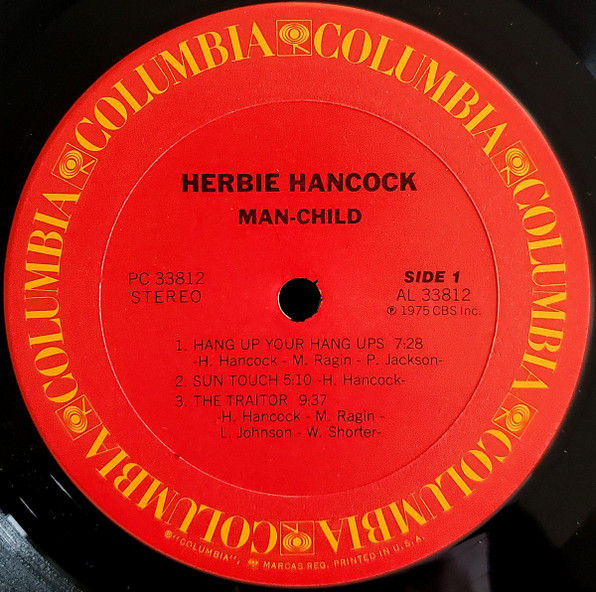 COLUMBIA COLUMBIA COLUMBIA COLUMBIA COLUMBIA COLUMBIA COLUMBIA
HERBIE HANCOCK
MAN-CHILD
PC 33812
STEREO
SIDE 1
AL 33812
℗ 1975 CBS Inc.
1. HANG UP YOUR HANG UPS 7:28
-H. Hancock - M. Ragin - P. Jackson-
2. SUN TOUCH 5:10 -H. Hancock-
3. THE TRAITOR 9:37
-H. Hancock - M. Ragin -
L. Johnson - W. Shorter-
®"COLUMBIA", MARCAS REG. PRINTED IN U.S.A.